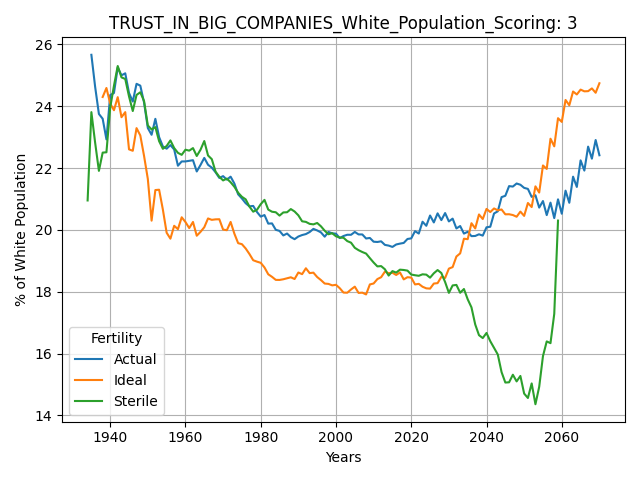 TRUST_IN_BIG_COMPANIES_White_Population_Scoring: 3
26
24
22
20
18
16
14
% of White Population
Fertility
Actual
Ideal
Sterile
1940 1960 1980 2000 2020 2040 2060
Years